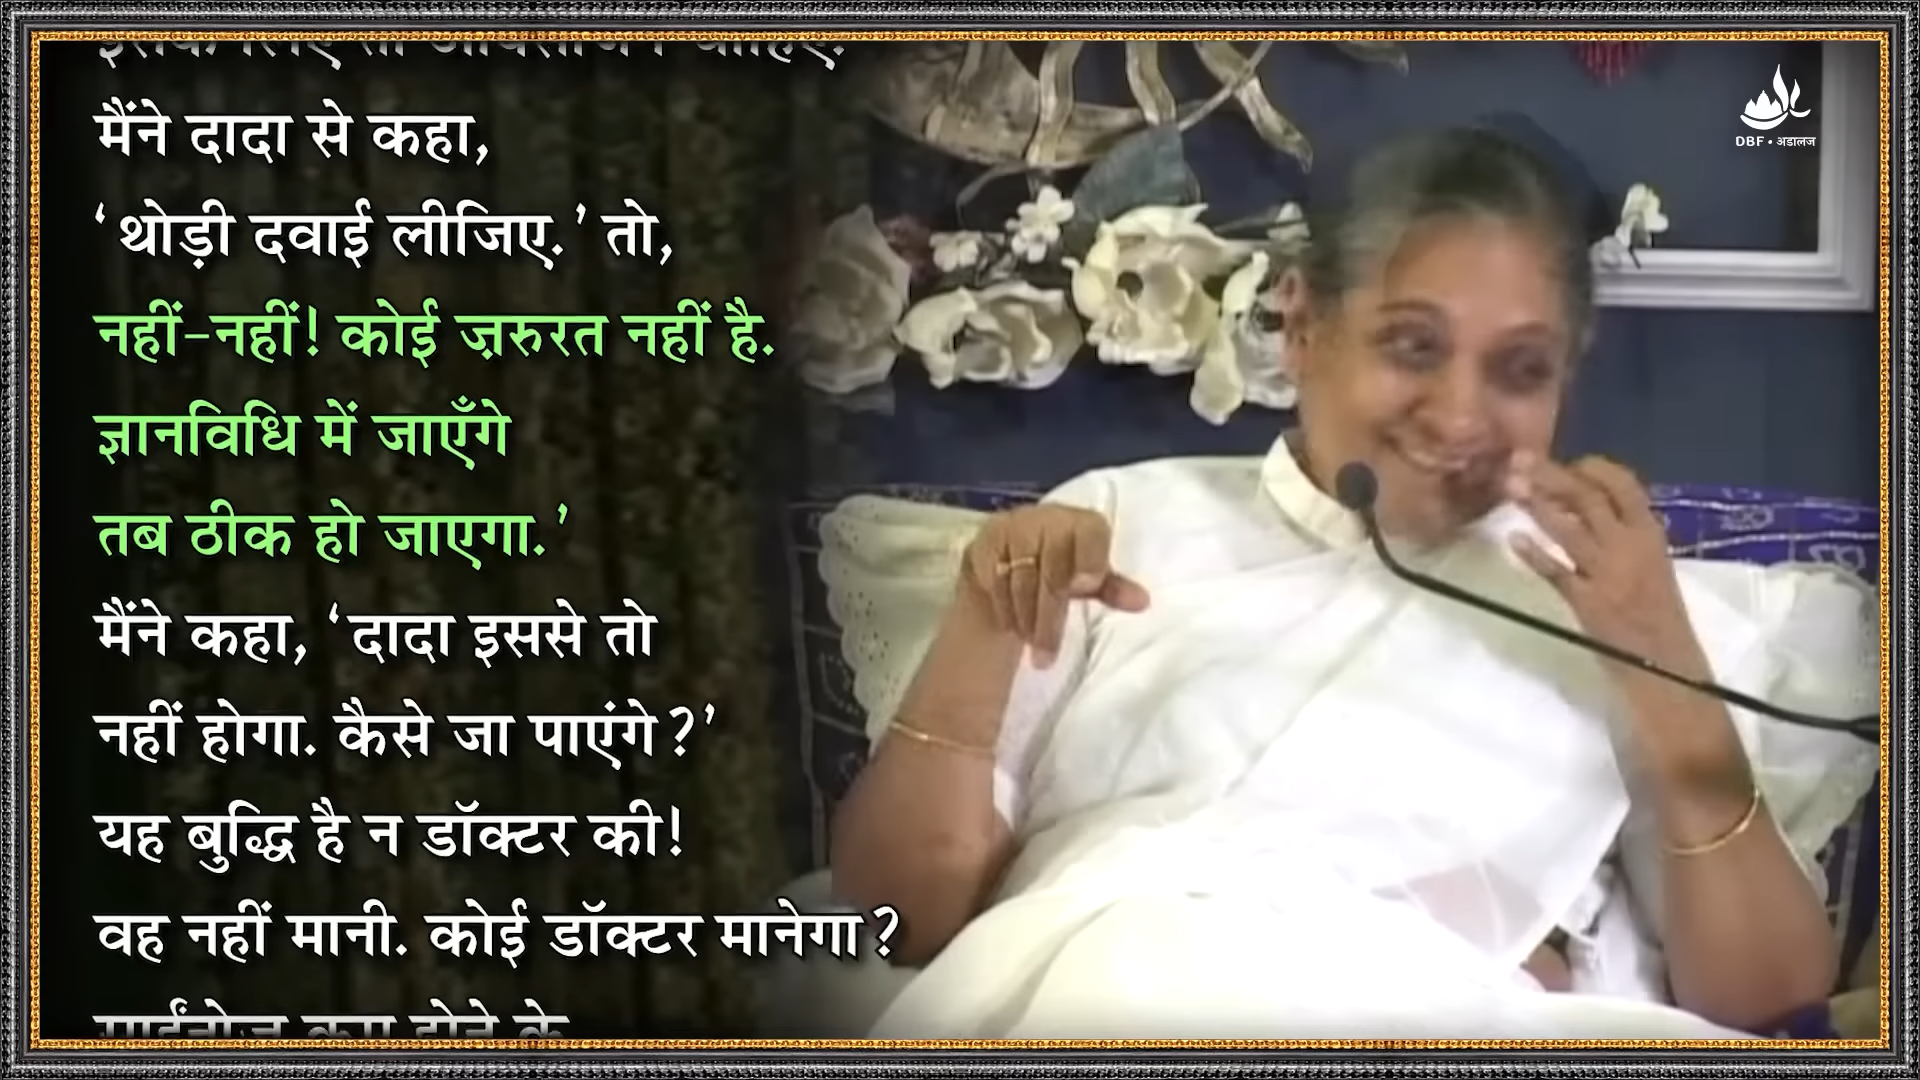 मैंने दादा से कहा,
‘थोड़ी दवाई लीजिए.’ तो,
नहीं-नहीं! कोई ज़रुरत नहीं है.
ज्ञानविधि में जाएँगे
तब ठीक हो जाएगा.’
मैंने कहा, ‘दादा इससे तो
नहीं होगा. कैसे जा पाएंगे?’
यह बुद्धि है न डॉक्टर की!
वह नहीं मानी. कोई डॉक्टर मानेगा?
DBF • अडालज